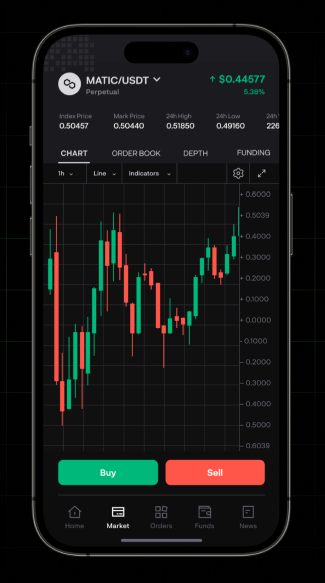 MATIC/USDT
↑ $0.44577
Perpetual
5.39%
Index Price Mark Price 24h High 24h Low 24h
0.50457 0.50440 0.51850 0.49160 226
CHART ORDER BOOK DEPTH FUNDING
1h Line Indicators
0.6000
0.5039
0.4000
0.3000
0.2000
0.1000
0.0000
0.1000
0.2000
0.3000
0.4000
0.5000
0.6039
Buy Sell
Home Market Orders Funds News